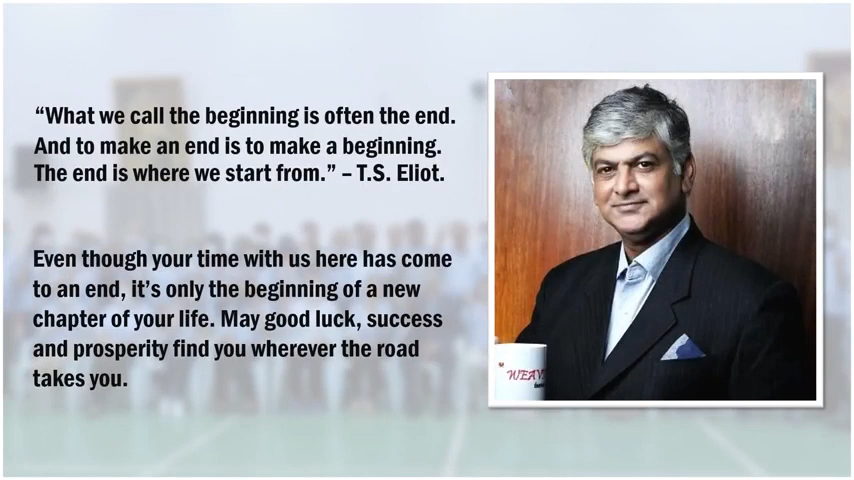 “What we call the beginning is often the end.
And to make an end is to make a beginning.
The end is where we start from.” – T.S. Eliot.
Even though your time with us here has come
to an end, it’s only the beginning of a new
chapter of your life. May good luck, success
and prosperity find you wherever the road
takes you.